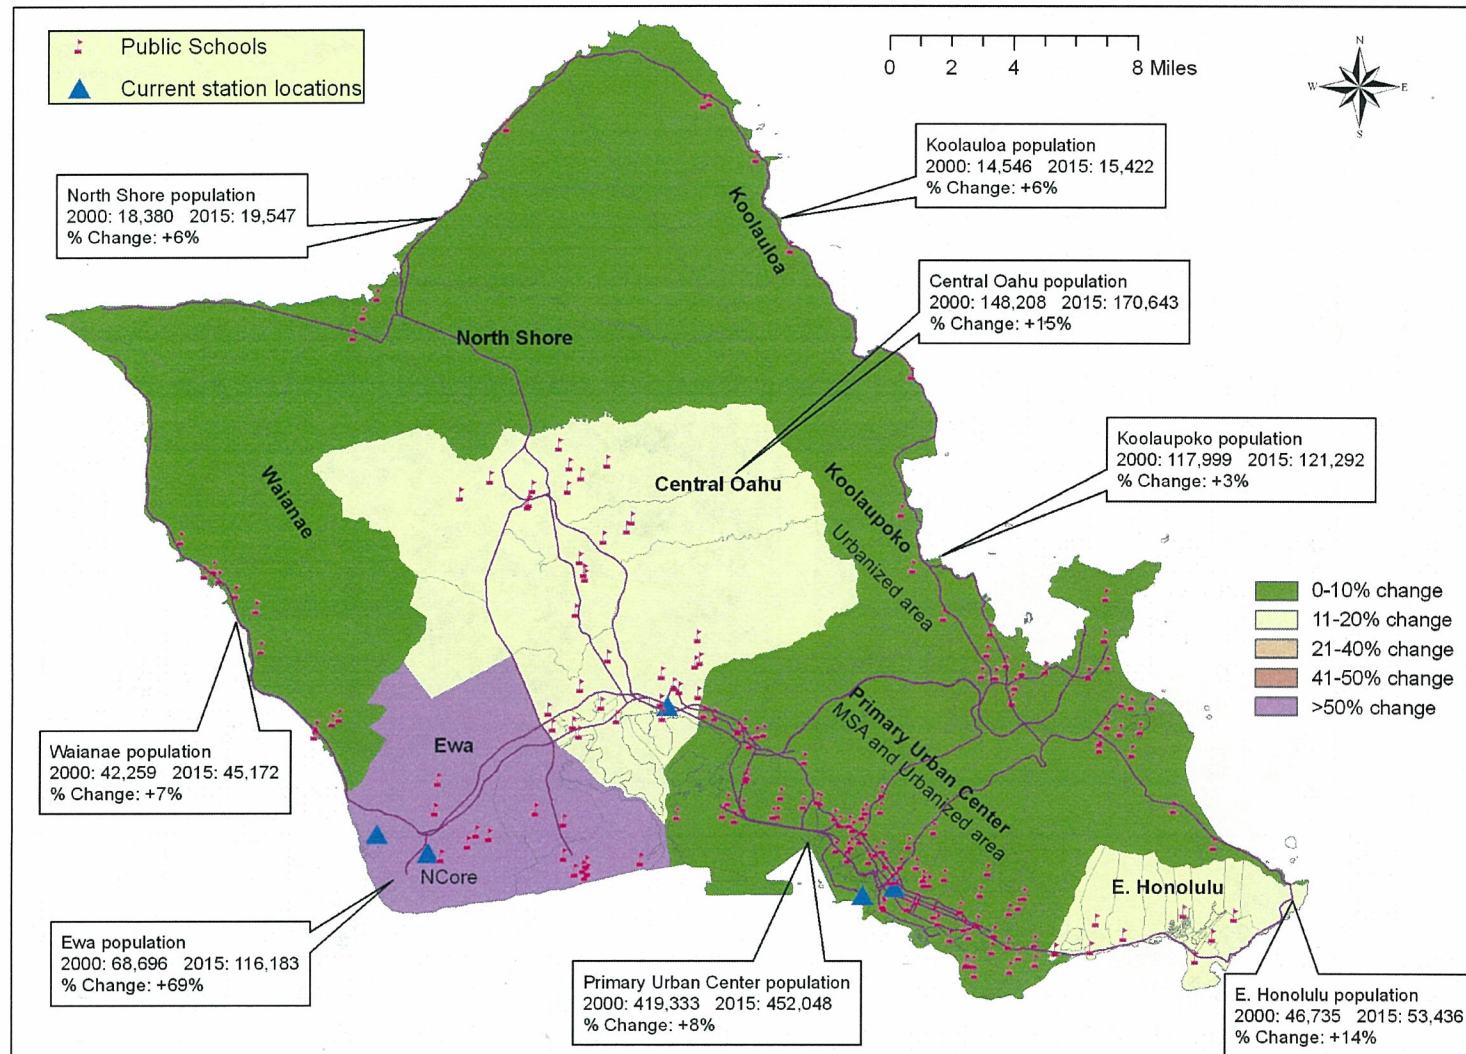 Public Schools
Current station locations
0 2 4 8 Miles
N
W E
S
North Shore population
2000: 18,380 2015: 19,547
% Change: +6%
Koolauloa population
2000: 14,546 2015: 15,422
% Change: +6%
Koolauloa
Central Oahu population
2000: 148,208 2015: 170,643
% Change: +15%
North Shore
Koolaupoko population
2000: 117,999 2015: 121,292
% Change: +3%
Waianae
Central Oahu
Koolaupoko
Urbanized area
0-10% change
11-20% change
21-40% change
41-50% change
>50% change
Waianae population
2000: 42,259 2015: 45,172
% Change: +7%
Ewa
Primary Urban Center
MSA and Urbanized area
NCore
E. Honolulu
Ewa population
2000: 68,696 2015: 116,183
% Change: +69%
Primary Urban Center population
2000: 419,333 2015: 452,048
% Change: +8%
E. Honolulu population
2000: 46,735 2015: 53,436
% Change: +14%